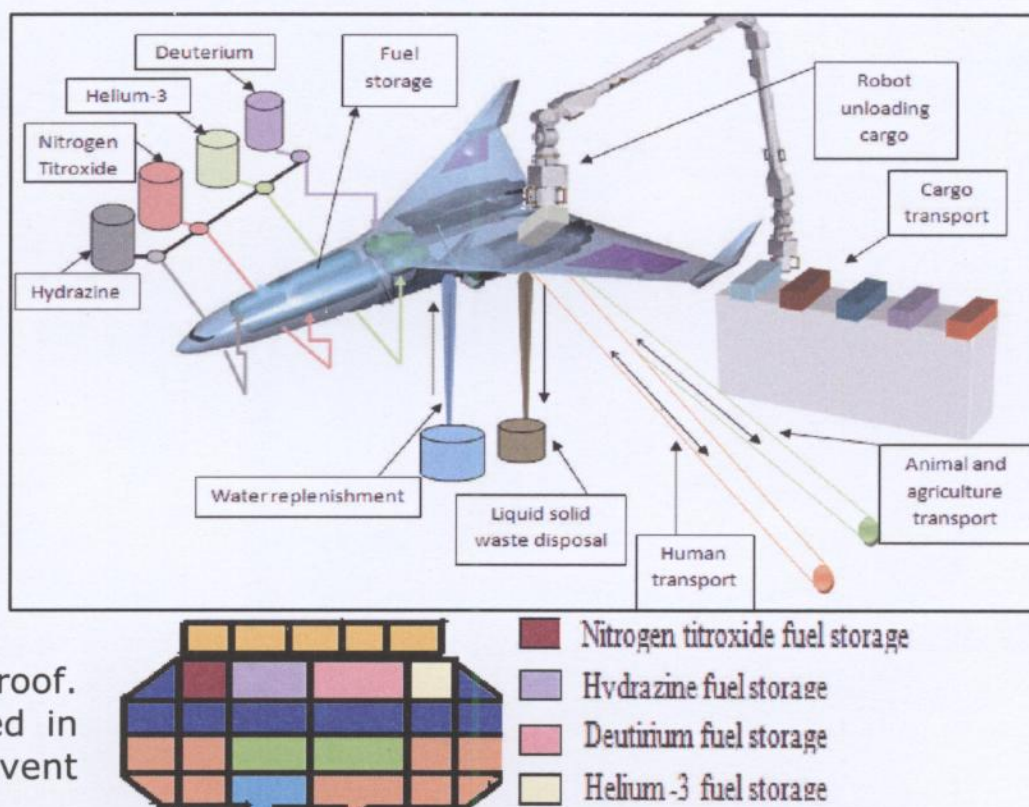 Deuterium
Helium-3
Nitrogen
Titroxide
Hydrazine
Fuel
storage
Robot
unloading
cargo
Cargo
transport
Water replenishment
Liquid solid
waste disposal
Human
transport
Animal and
agriculture
transport
roof.
ed in
vent
Nitrogen titroxide fuel storage
Hydrazine fuel storage
Deutirium fuel storage
Helium -3 fuel storage